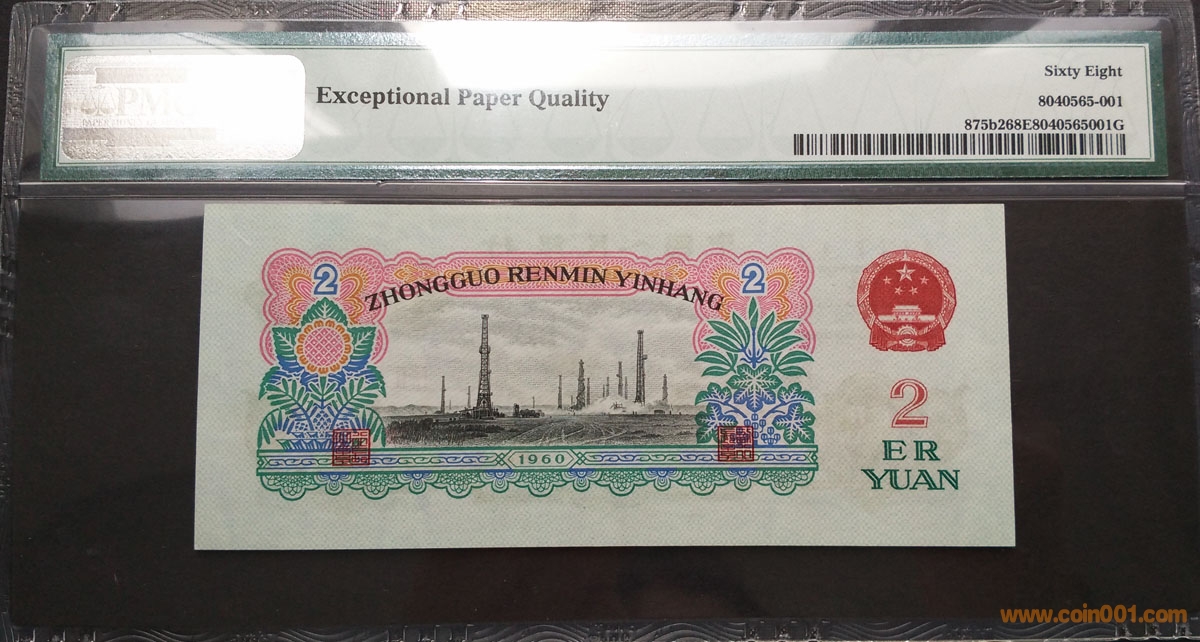 PMG
Exceptional Paper Quality
Sixty Eight
8040565-001
875b268E8040565001G
2
ZHONGGUO RENMIN YINHANG
2
1960
2
ER
YUAN
www.coin001.com